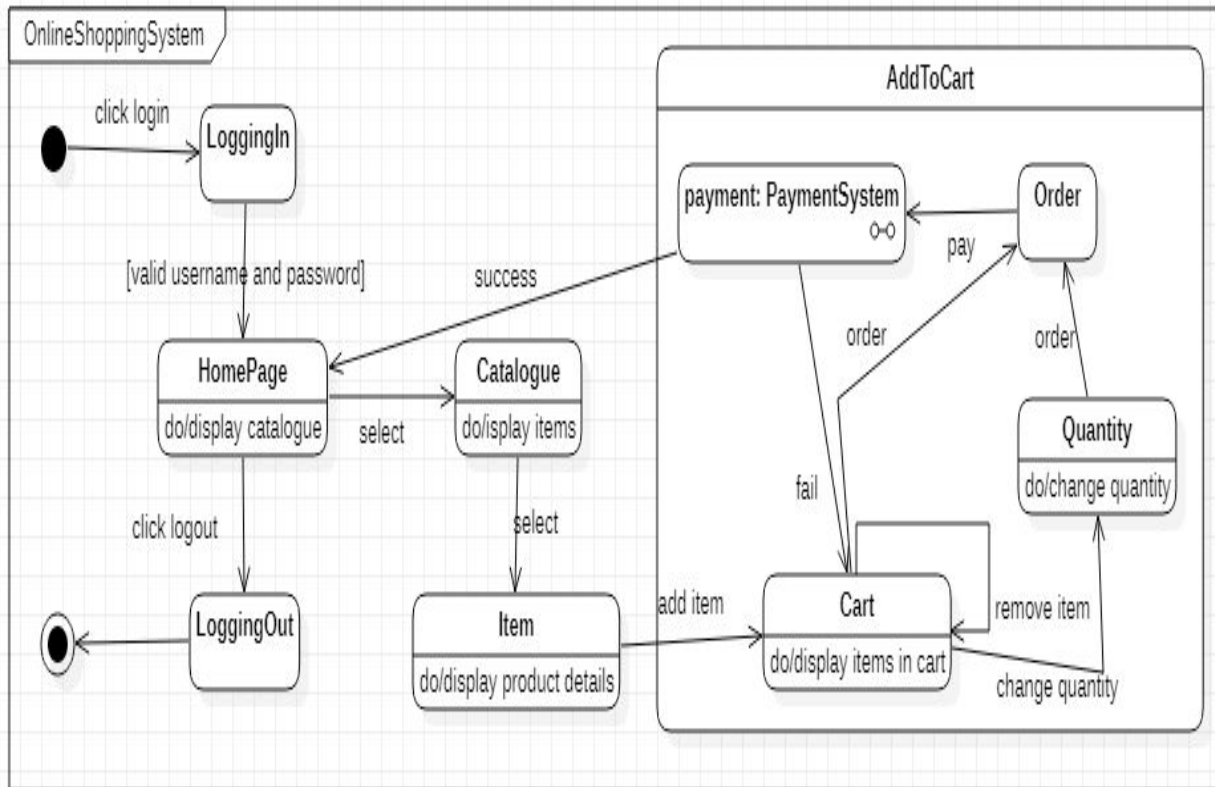 OnlineShoppingSystem
AddToCart
click login
LoggingIn
payment: PaymentSystem
Order
pay
[valid username and password]
success
order
order
HomePage
do/display catalogue
select
Catalogue
do/isplay items
Quantity
do/change quantity
fail
click logout
select
LoggingOut
Item
do/display product details
add item
Cart
do/display items in cart
remove item
change quantity